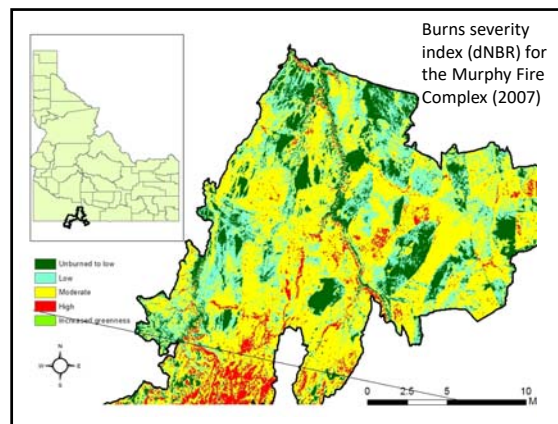 Burns severity
index (dNBR) for
the Murphy Fire
Complex (2007)
Unburned to low
Low
Moderate
High
Increased greenness
N
W E
S
0 2.5 5 10
M